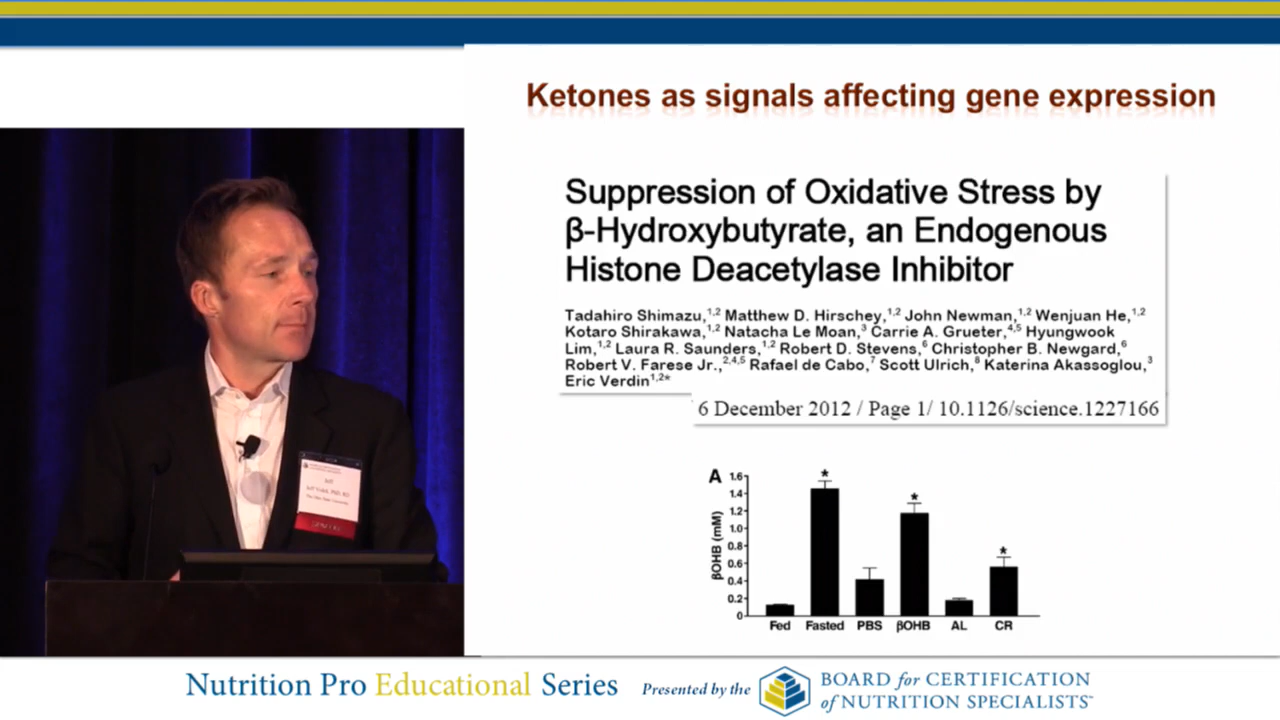 Ketones as signals affecting gene expression
Suppression of Oxidative Stress by
β-Hydroxybutyrate, an Endogenous
Histone Deacetylase Inhibitor
Tadahiro Shimazu,1,2 Matthew D. Hirschey,1,2 John Newman,1,2 Wenjuan He,1,2
Kotaro Shirakawa,1,2 Natacha Le Moan,3 Carrie A. Grueter,4,5 Hyungwook
Lim,1,2 Laura R. Saunders,1,2 Robert D. Stevens,6 Christopher B. Newgard,6
Robert V. Farese Jr.,2,4,5 Rafael de Cabo,7 Scott Ulrich,8 Katerina Akassoglou,3
Eric Verdin1,2*
6 December 2012 / Page 1/ 10.1126/science.1227166
A
βOHB (mM)
1.6
1.4
1.2
1.0
0.8
0.6
0.4
0.2
0
* * *
Fed Fasted PBS βOHB AL CR
Jeff
Nutrition Pro Educational Series
Presented by the
BOARD for CERTIFICATION
of NUTRITION SPECIALISTS™